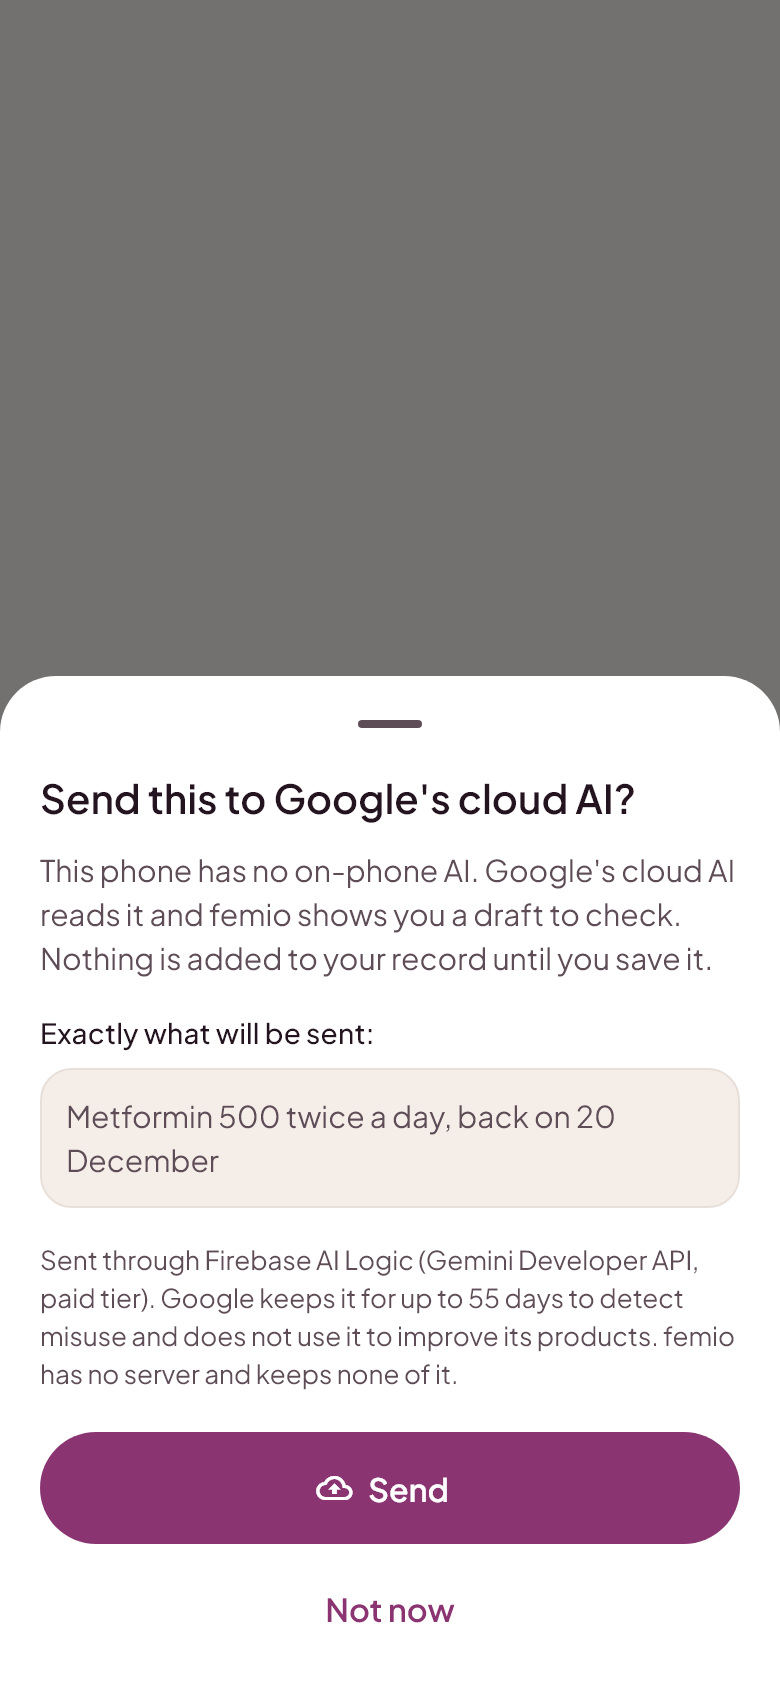 Send this to Google's cloud AI?
This phone has no on-phone AI. Google's cloud AI
reads it and femio shows you a draft to check.
Nothing is added to your record until you save it.
Exactly what will be sent:
Metformin 500 twice a day, back on 20
December
Sent through Firebase AI Logic (Gemini Developer API,
paid tier). Google keeps it for up to 55 days to detect
misuse and does not use it to improve its products. femio
has no server and keeps none of it.
Send
Not now